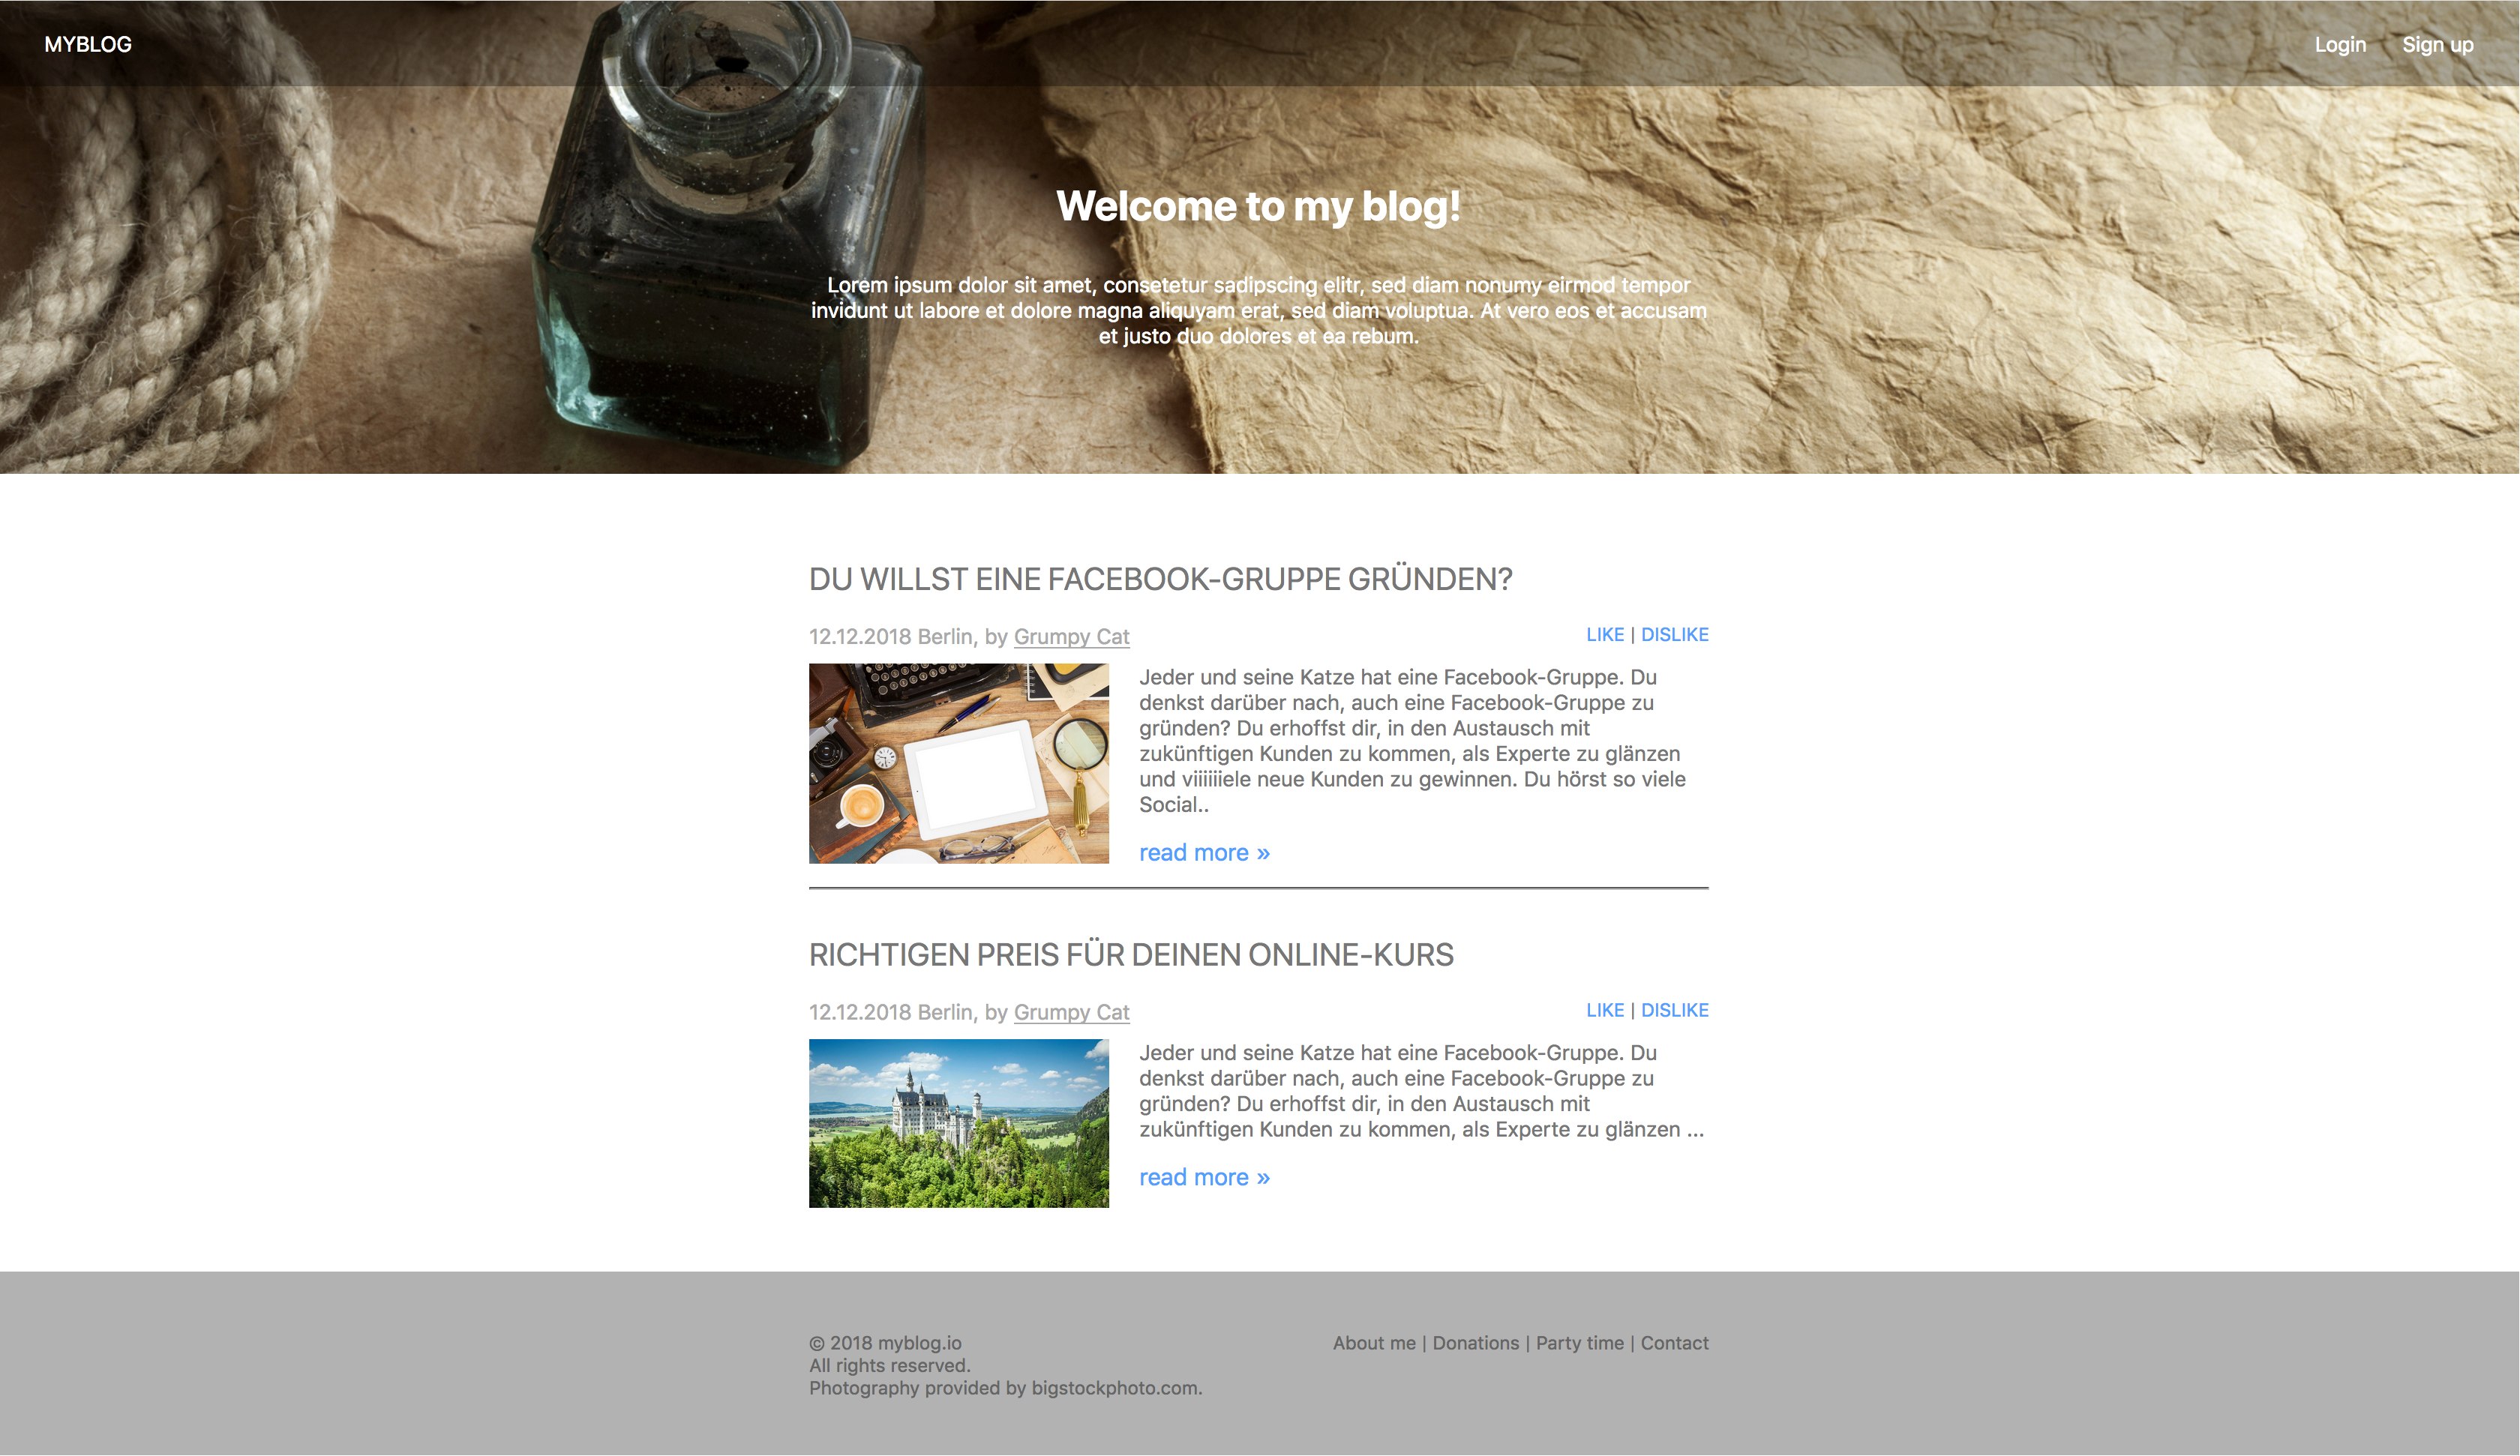 MYBLOG
Login Sign up
Welcome to my blog!
Lorem ipsum dolor sit amet, consetetur sadipscing elitr, sed diam nonumy eirmod tempor
invidunt ut labore et dolore magna aliquyam erat, sed diam voluptua. At vero eos et accusam
et justo duo dolores et ea rebum.
DU WILLST EINE FACEBOOK-GRUPPE GRÜNDEN?
12.12.2018 Berlin, by Grumpy Cat
LIKE | DISLIKE
Jeder und seine Katze hat eine Facebook-Gruppe. Du
denkst darüber nach, auch eine Facebook-Gruppe zu
gründen? Du erhoffst dir, in den Austausch mit
zukünftigen Kunden zu kommen, als Experte zu glänzen
und viiiiiiele neue Kunden zu gewinnen. Du hörst so viele
Social..
read more »
RICHTIGEN PREIS FÜR DEINEN ONLINE-KURS
12.12.2018 Berlin, by Grumpy Cat
LIKE | DISLIKE
Jeder und seine Katze hat eine Facebook-Gruppe. Du
denkst darüber nach, auch eine Facebook-Gruppe zu
gründen? Du erhoffst dir, in den Austausch mit
zukünftigen Kunden zu kommen, als Experte zu glänzen ...
read more »
© 2018 myblog.io
All rights reserved.
Photography provided by bigstockphoto.com.
About me | Donations | Party time | Contact